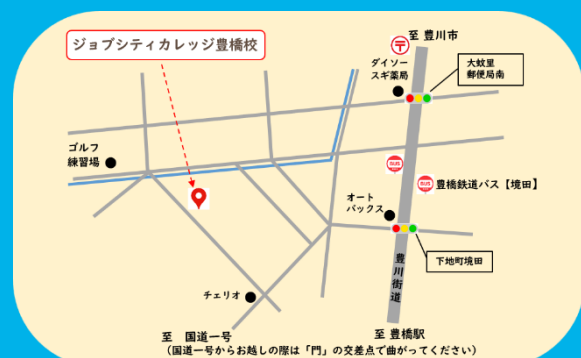 ジョブシティカレッジ豊橋校
至 豊川市
ダイソー
スギ薬局
大蚊里
郵便局南
ゴルフ
練習場
BUS
BUS
豊橋鉄道バス【境田】
オート
バックス
下地町境田
豊川街道
チェリオ
至 国道一号
至 豊橋駅
(国道一号からお越しの際は「門」の交差点で曲がってください)